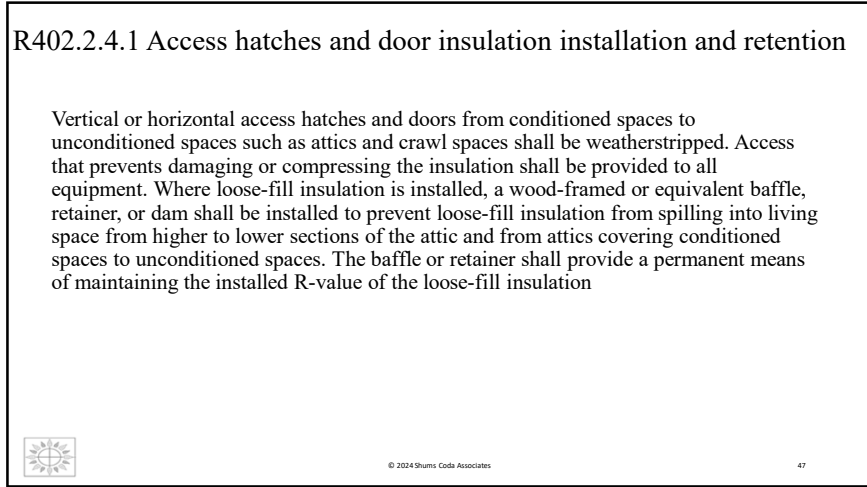 R402.2.4.1 Access hatches and door insulation installation and retention
Vertical or horizontal access hatches and doors from conditioned spaces to
unconditioned spaces such as attics and crawl spaces shall be weatherstripped. Access
that prevents damaging or compressing the insulation shall be provided to all
equipment. Where loose-fill insulation is installed, a wood-framed or equivalent baffle,
retainer, or dam shall be installed to prevent loose-fill insulation from spilling into living
space from higher to lower sections of the attic and from attics covering conditioned
spaces to unconditioned spaces. The baffle or retainer shall provide a permanent means
of maintaining the installed R-value of the loose-fill insulation
© 2024 Shums Coda Associates
47